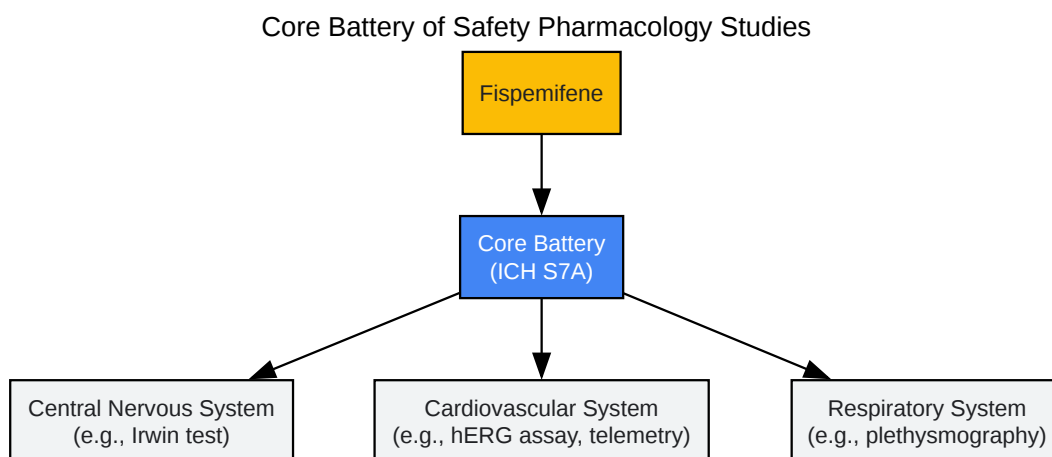 Core Battery of Safety Pharmacology Studies
Fispemifene
Core Battery
(ICH S7A)
Central Nervous System
(e.g., Irwin test)
Cardiovascular System
(e.g., hERG assay, telemetry)
Respiratory System
(e.g., plethysmography)